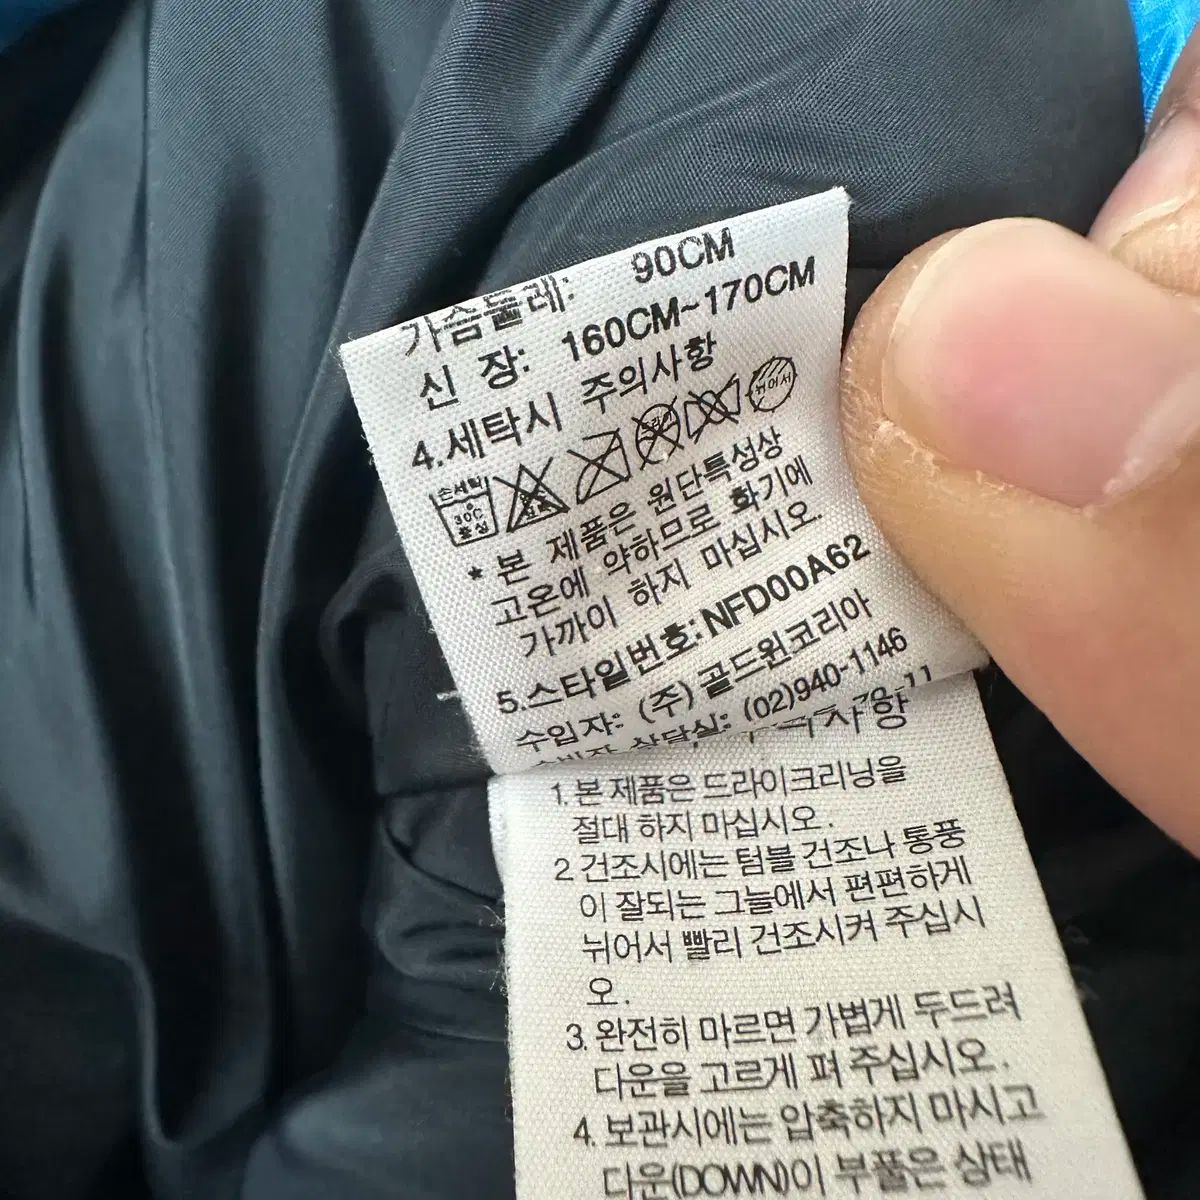 가슴둘레: 90CM
신 장: 160CM~170CM
4.세탁시 주의사항
손세탁 30C 중성 뉘어서
* 본 제품은 원단특성상
고온에 약하므로 화기에
가까이 하지 마십시오.
5.스타일번호:NFD00A62
수입자: (주)골드윈코리아
상담실: (02)940-1146
1. 본 제품은 드라이크리닝을
절대 하지 마십시오.
2. 건조시에는 텀블 건조나 통풍
이 잘되는 그늘에서 편편하게
뉘어서 빨리 건조시켜 주십시
오.
3. 완전히 마르면 가볍게 두드려
다운을 고르게 펴 주십시오.
4. 보관시에는 압축하지 마시고
다운(DOWN)이 부풀은 상태